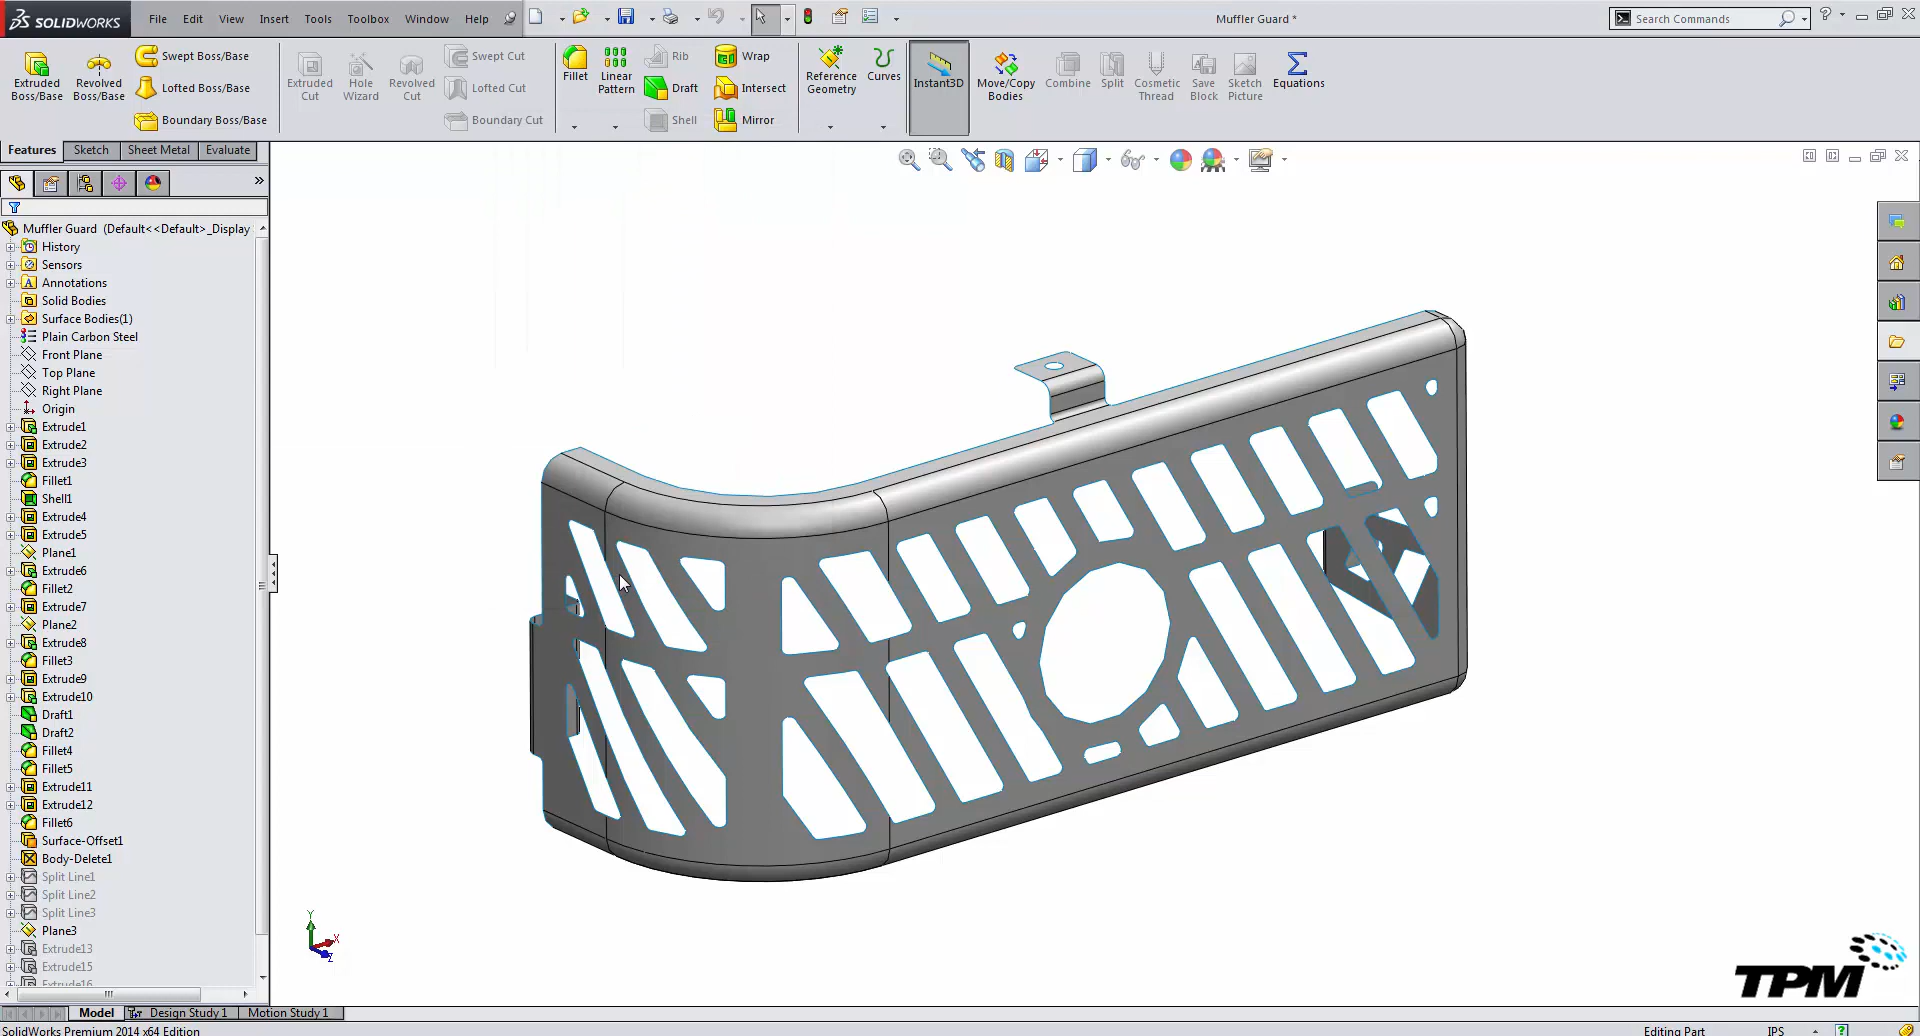 SOLIDWORKS File Edit View Insert Tools Toolbox Window Help Muffler Guard * Search Commands
Extruded Boss/Base
Revolved Boss/Base
Swept Boss/Base
Lofted Boss/Base
Boundary Boss/Base
Extruded Cut
Hole Wizard
Revolved Cut
Swept Cut
Lofted Cut
Boundary Cut
Fillet
Linear Pattern
Rib
Draft
Shell
Wrap
Intersect
Mirror
Reference Geometry
Curves
Instant3D
Move/Copy Bodies
Combine
Split
Cosmetic Thread
Save Block
Sketch Picture
Equations
Features Sketch Sheet Metal Evaluate
Muffler Guard (Default<<Default>_Display
History
Sensors
Annotations
Solid Bodies
Surface Bodies(1)
Plain Carbon Steel
Front Plane
Top Plane
Right Plane
Origin
Extrude1
Extrude2
Extrude3
Fillet1
Shell1
Extrude4
Extrude5
Plane1
Extrude6
Fillet2
Extrude7
Plane2
Extrude8
Fillet3
Extrude9
Extrude10
Draft1
Draft2
Fillet4
Fillet5
Extrude11
Extrude12
Fillet6
Surface-Offset1
Body-Delete1
Split Line1
Split Line2
Split Line3
Plane3
Extrude13
Extrude15
Extrude16
Y
X
Z
TPM
Model Design Study 1 Motion Study 1
SolidWorks Premium 2014 x64 Edition Editing Part IPS